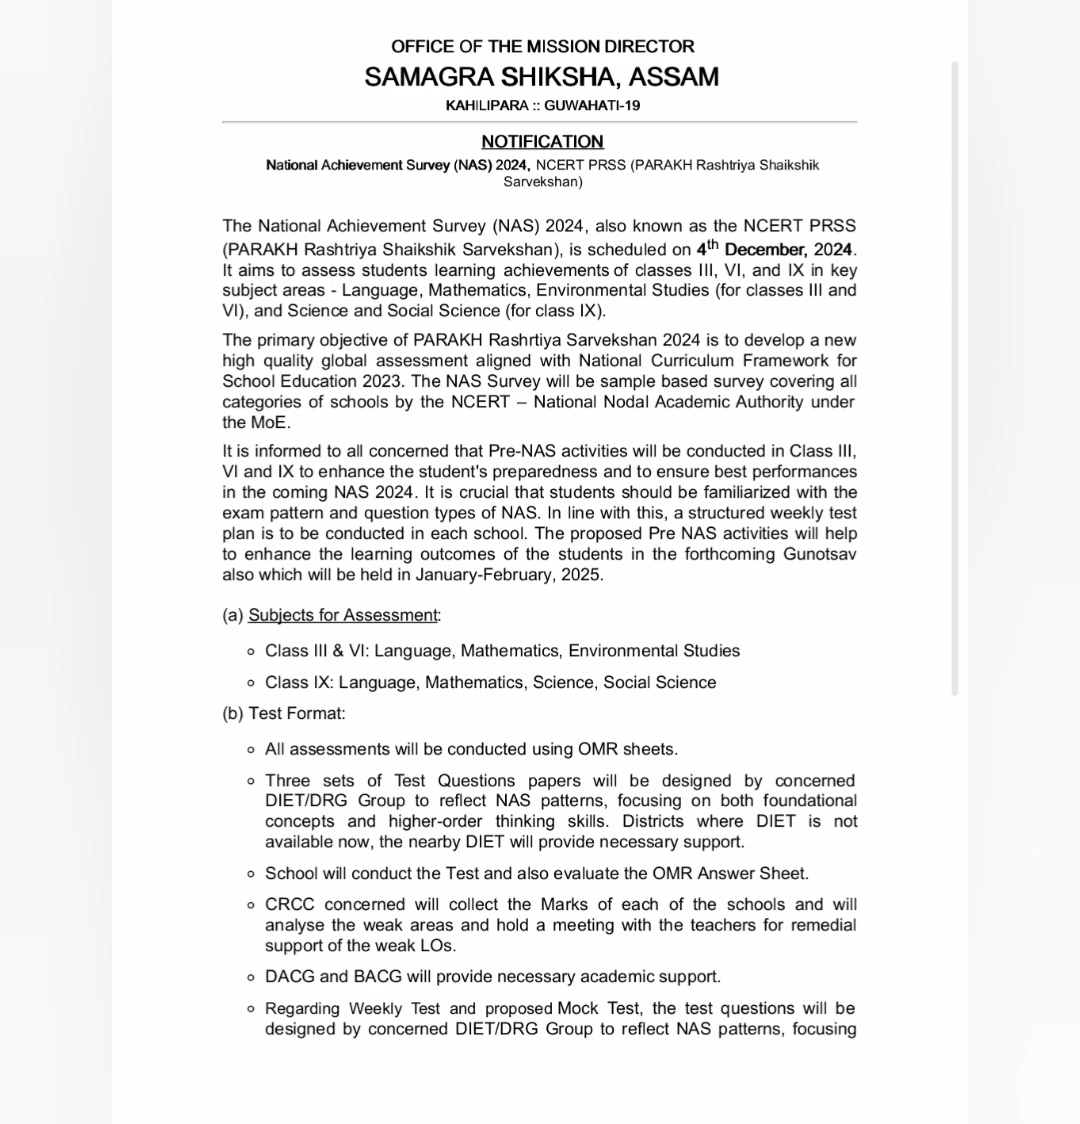 OFFICE OF THE MISSION DIRECTOR
SAMAGRA SHIKSHA, ASSAM
KAHILIPARA :: GUWAHATI-19
NOTIFICATION
National Achievement Survey (NAS) 2024, NCERT PRSS (PARAKH Rashtriya Shaikshik
Sarvekshan)
The National Achievement Survey (NAS) 2024, also known as the NCERT PRSS
(PARAKH Rashtriya Shaikshik Sarvekshan), is scheduled on 4th December, 2024.
It aims to assess students learning achievements of classes III, VI, and IX in key
subject areas - Language, Mathematics, Environmental Studies (for classes III and
VI), and Science and Social Science (for class IX).
The primary objective of PARAKH Rashrtiya Sarvekshan 2024 is to develop a new
high quality global assessment aligned with National Curriculum Framework for
School Education 2023. The NAS Survey will be sample based survey covering all
categories of schools by the NCERT – National Nodal Academic Authority under
the MoE.
It is informed to all concerned that Pre-NAS activities will be conducted in Class III,
VI and IX to enhance the student's preparedness and to ensure best performances
in the coming NAS 2024. It is crucial that students should be familiarized with the
exam pattern and question types of NAS. In line with this, a structured weekly test
plan is to be conducted in each school. The proposed Pre NAS activities will help
to enhance the learning outcomes of the students in the forthcoming Gunotsav
also which will be held in January-February, 2025.
(a) Subjects for Assessment:
◦ Class III & VI: Language, Mathematics, Environmental Studies
◦ Class IX: Language, Mathematics, Science, Social Science
(b) Test Format:
◦ All assessments will be conducted using OMR sheets.
◦ Three sets of Test Questions papers will be designed by concerned
DIET/DRG Group to reflect NAS patterns, focusing on both foundational
concepts and higher-order thinking skills. Districts where DIET is not
available now, the nearby DIET will provide necessary support.
◦ School will conduct the Test and also evaluate the OMR Answer Sheet.
◦ CRCC concerned will collect the Marks of each of the schools and will
analyse the weak areas and hold a meeting with the teachers for remedial
support of the weak LOs.
◦ DACG and BACG will provide necessary academic support.
◦ Regarding Weekly Test and proposed Mock Test, the test questions will be
designed by concerned DIET/DRG Group to reflect NAS patterns, focusing